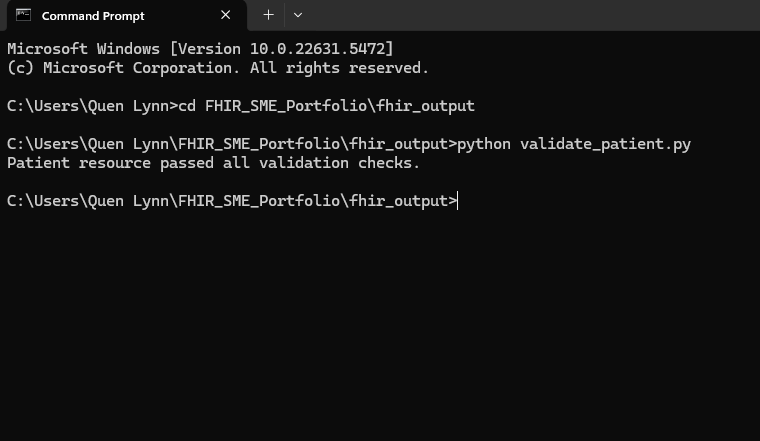 Command Prompt
Microsoft Windows [Version 10.0.22631.5472]
(c) Microsoft Corporation. All rights reserved.
C:\Users\Quen Lynn>cd FHIR_SME_Portfolio\fhir_output
C:\Users\Quen Lynn\FHIR_SME_Portfolio\fhir_output>python validate_patient.py
Patient resource passed all validation checks.
C:\Users\Quen Lynn\FHIR_SME_Portfolio\fhir_output>